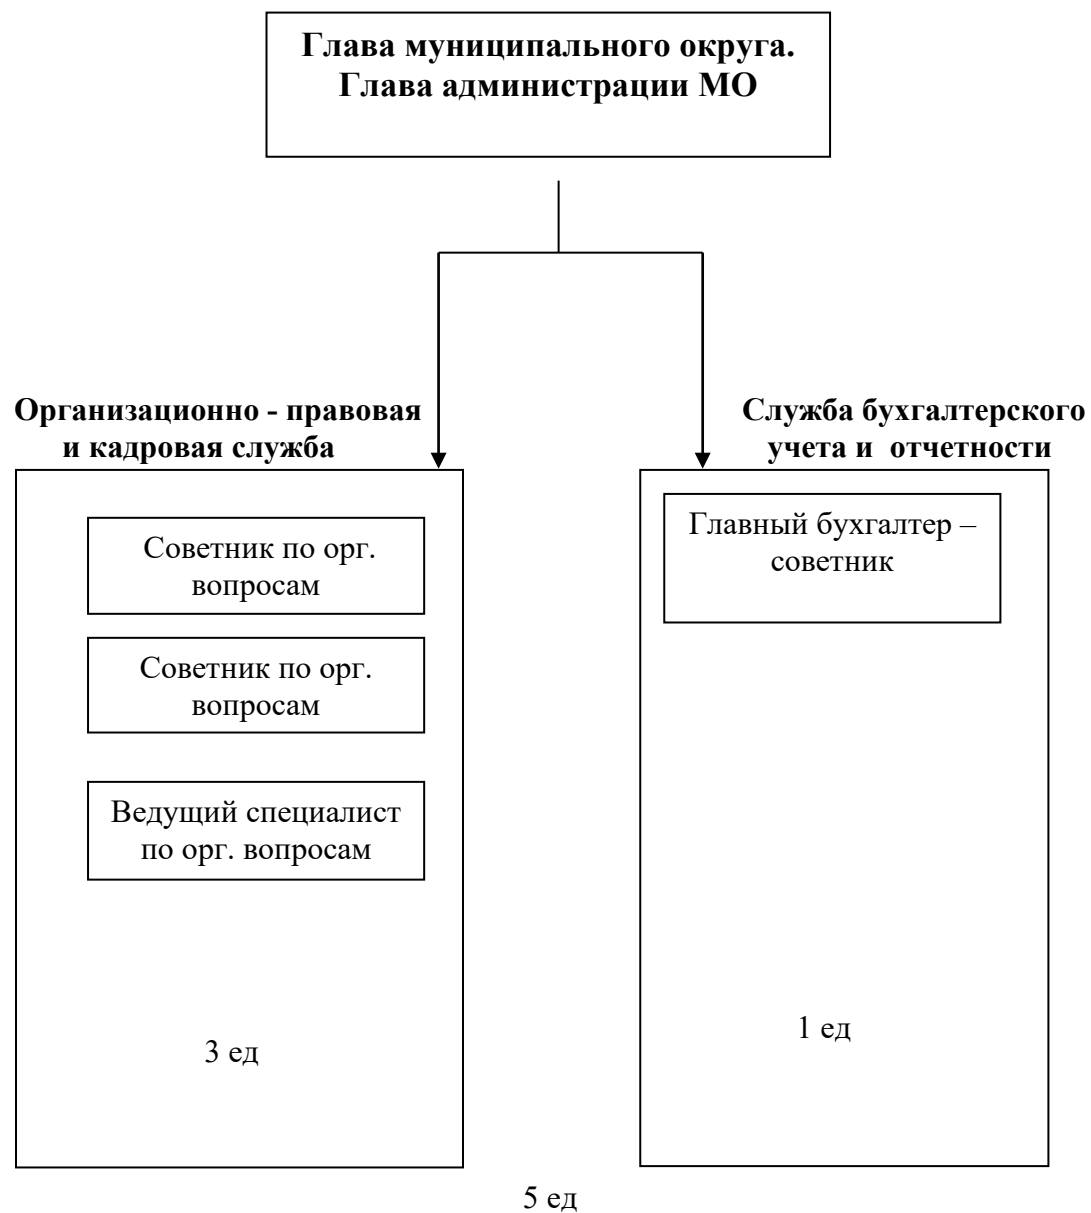 Глава муниципального округа.
Глава администрации МО
Организационно - правовая
и кадровая служба
Советник по орг.
вопросам
Советник по орг.
вопросам
Ведущий специалист
по орг. вопросам
3 ед
Служба бухгалтерского
учета и отчетности
Главный бухгалтер –
советник
1 ед
5 ед